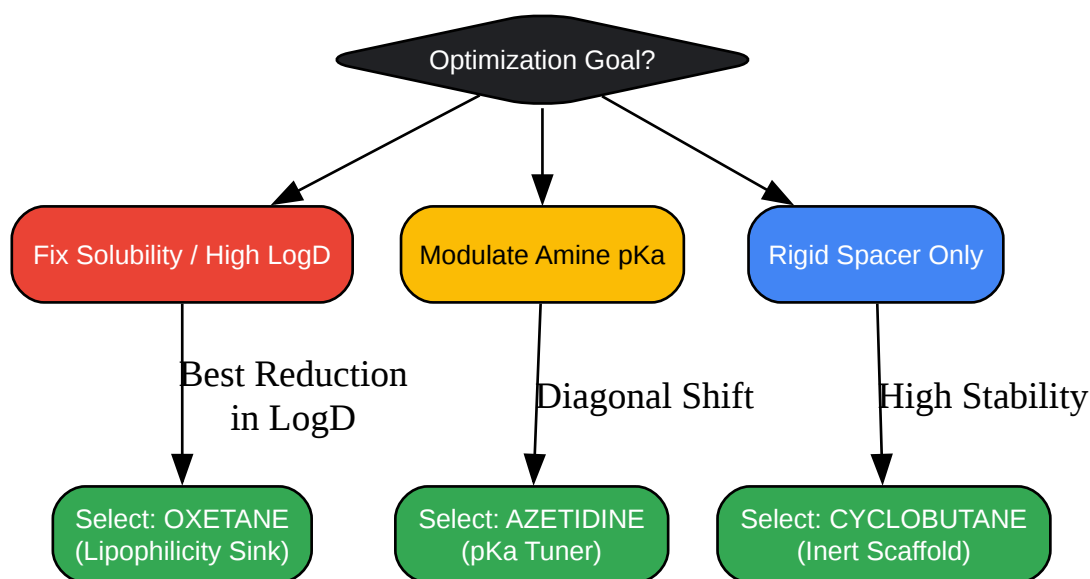 Optimization Goal?
Fix Solubility / High LogD
Modulate Amine pKa
Rigid Spacer Only
Best Reduction
in LogD
Diagonal Shift
High Stability
Select: OXETANE
(Lipophilicity Sink)
Select: AZETIDINE
(pKa Tuner)
Select: CYCLOBUTANE
(Inert Scaffold)